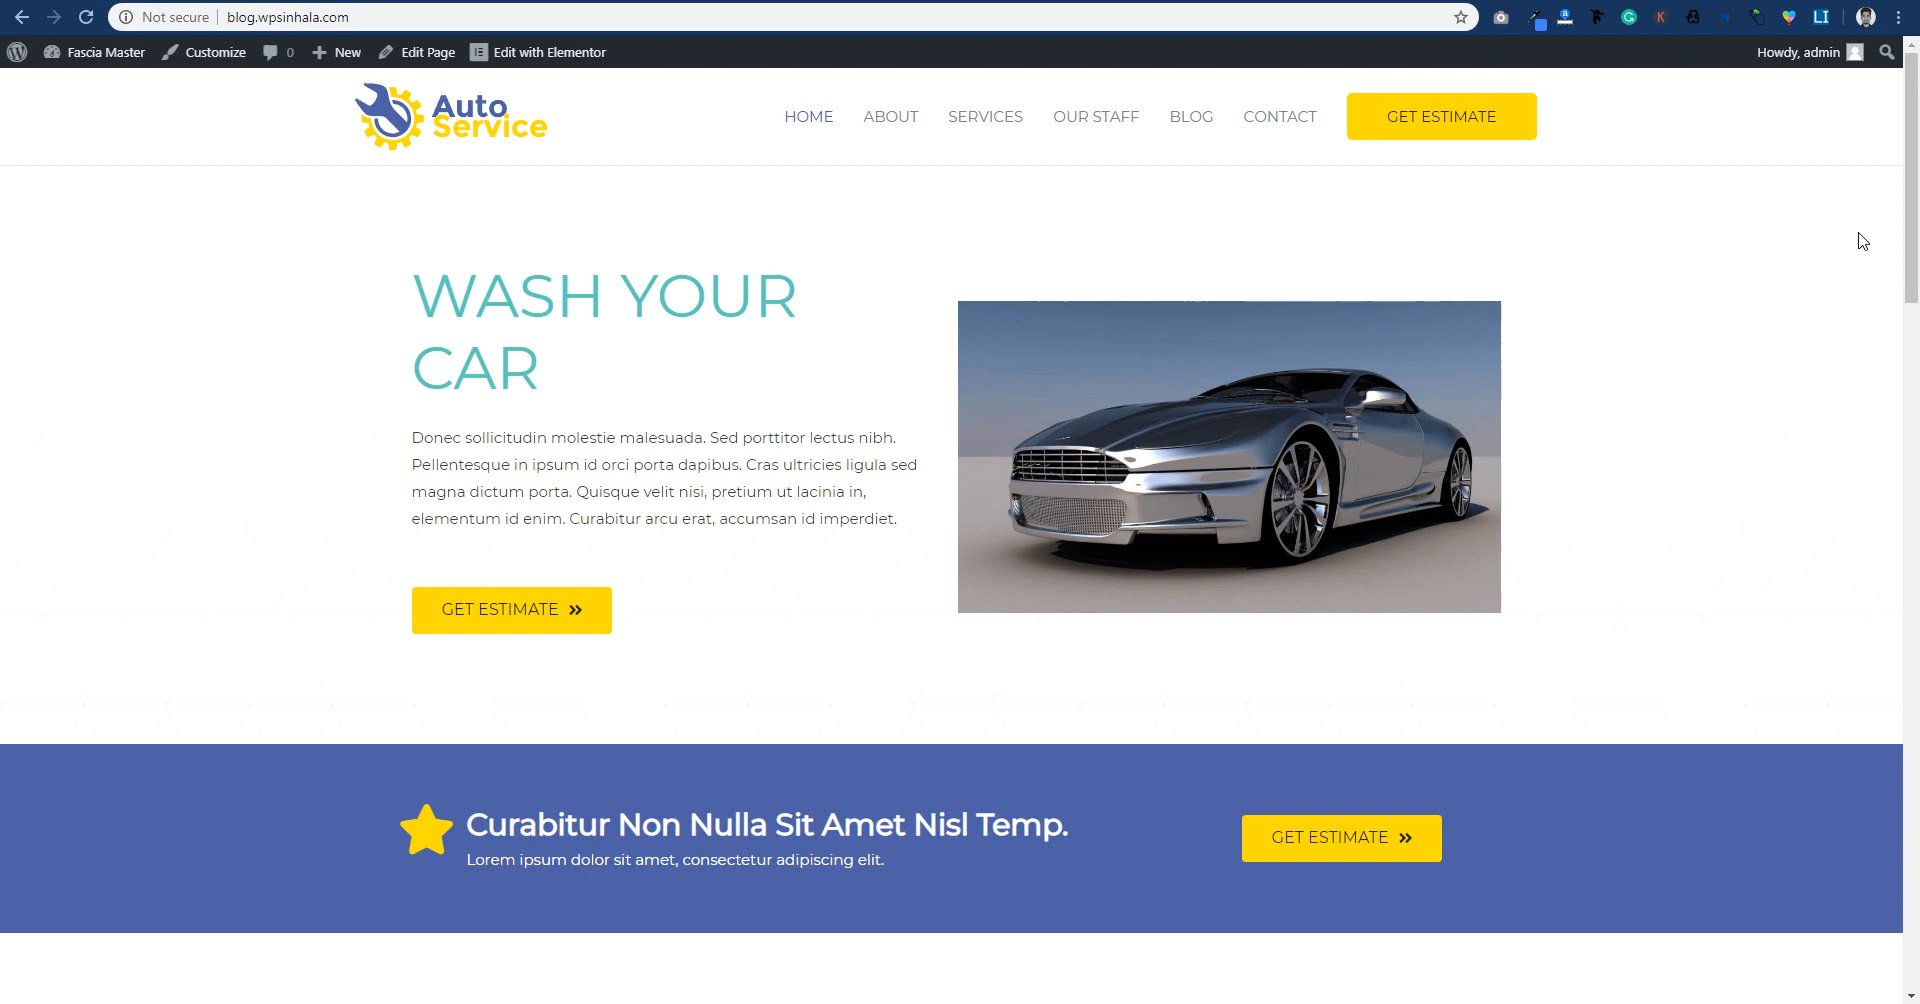 Not secure
blog.wpsinhala.com
Fascia Master
Customize
0
New
Edit Page
Edit with Elementor
Howdy, admin
Auto
Service
HOME
ABOUT
SERVICES
OUR STAFF
BLOG
CONTACT
GET ESTIMATE
WASH YOUR
CAR
Donec sollicitudin molestie malesuada. Sed porttitor lectus nibh.
Pellentesque in ipsum id orci porta dapibus. Cras ultricies ligula sed
magna dictum porta. Quisque velit nisi, pretium ut lacinia in,
elementum id enim. Curabitur arcu erat, accumsan id imperdiet.
GET ESTIMATE
Curabitur Non Nulla Sit Amet Nisl Temp.
Lorem ipsum dolor sit amet, consectetur adipiscing elit.
GET ESTIMATE